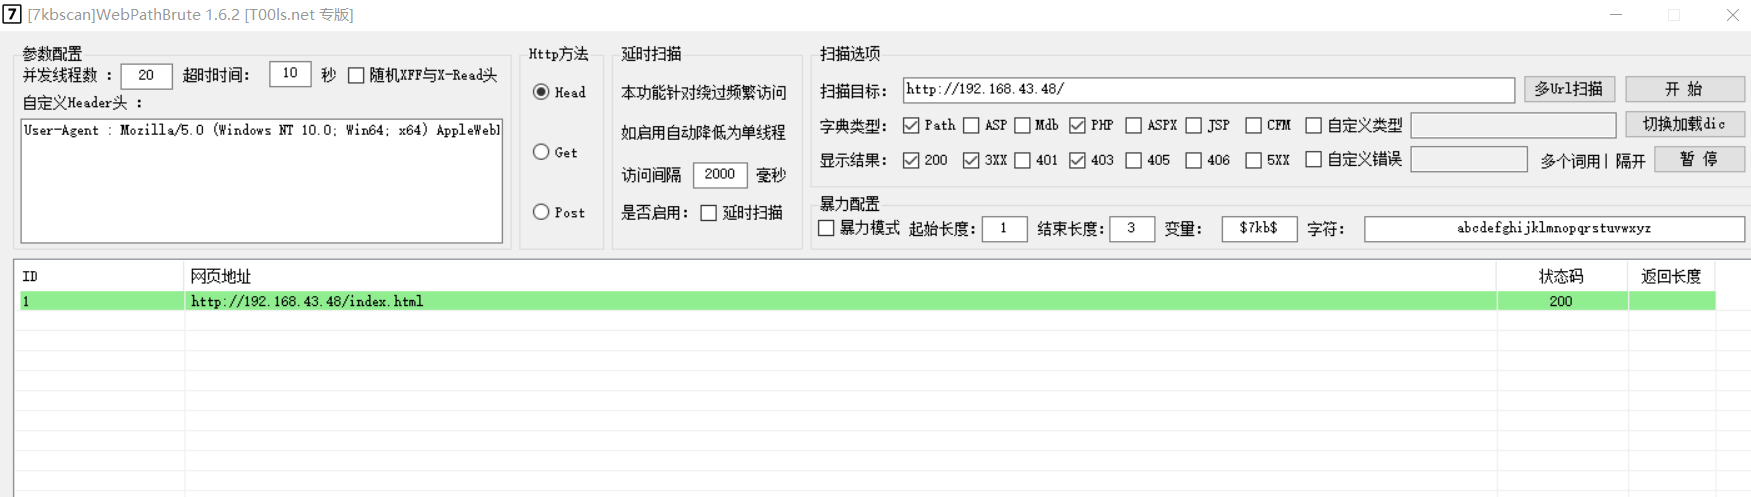 7 [7kbscan]WebPathBrute 1.6.2 [T00ls.net 专版]
参数配置
并发线程数 : 20 超时时间: 10 秒 随机XFF与X-Read头
自定义Header头 :
User-Agent : Mozilla/5.0 (Windows NT 10.0; Win64; x64) AppleWeb
Http方法
Head
Get
Post
延时扫描
本功能针对绕过频繁访问
如启用自动降低为单线程
访问间隔 2000 毫秒
是否启用: 延时扫描
扫描选项
扫描目标: http://192.168.43.48/ 多Url扫描 开 始
字典类型: Path ASP Mdb PHP ASPX JSP CFM 自定义类型 切换加载dic
显示结果: 200 3XX 401 403 405 406 5XX 自定义错误 多个词用| 隔开 暂 停
暴力配置
暴力模式 起始长度: 1 结束长度: 3 变量: $7kb$ 字符: abcdefghijklmnopqrstuvwxyz
ID 网页地址 状态码 返回长度
1 http://192.168.43.48/index.html 200